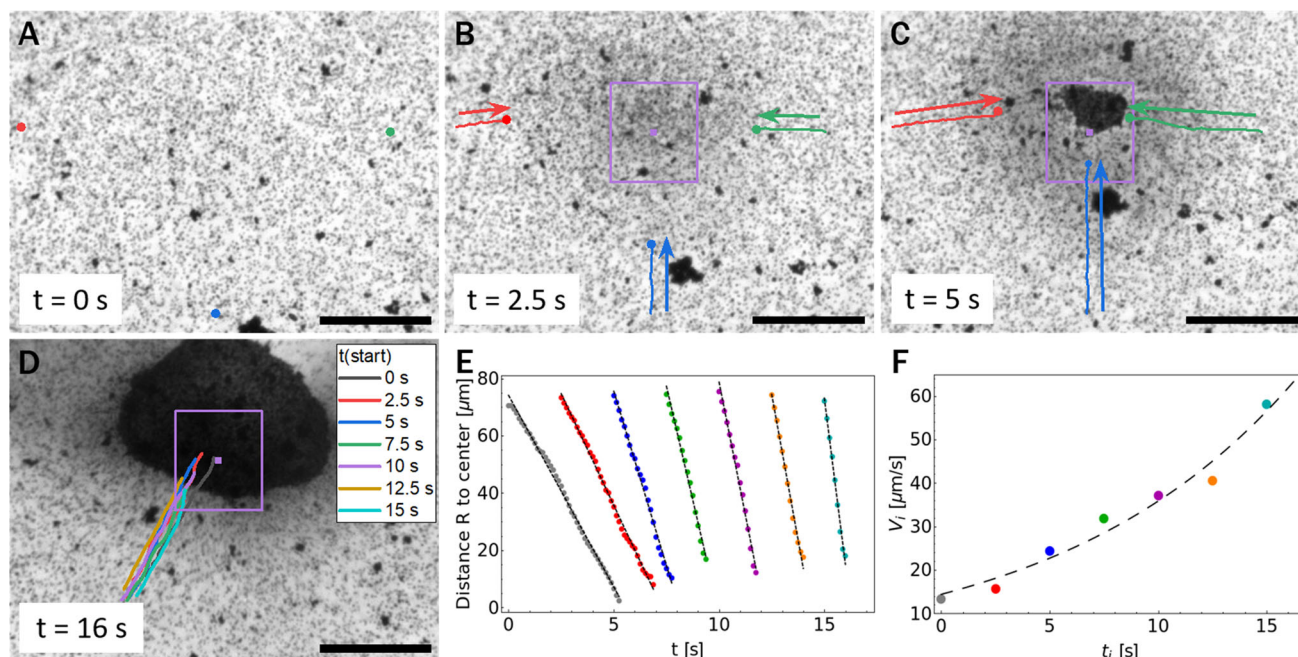 A
t = 0 s
B
t = 2.5 s
C
t = 5 s
D
t = 16 s
t(start)
0 s
2.5 s
5 s
7.5 s
10 s
12.5 s
15 s
E
Distance R to center [μm]
80
60
40
20
0
0
5
10
15
t [s]
F
Vᵢ [μm/s]
60
50
40
30
20
10
0
5
10
15
tᵢ [s]